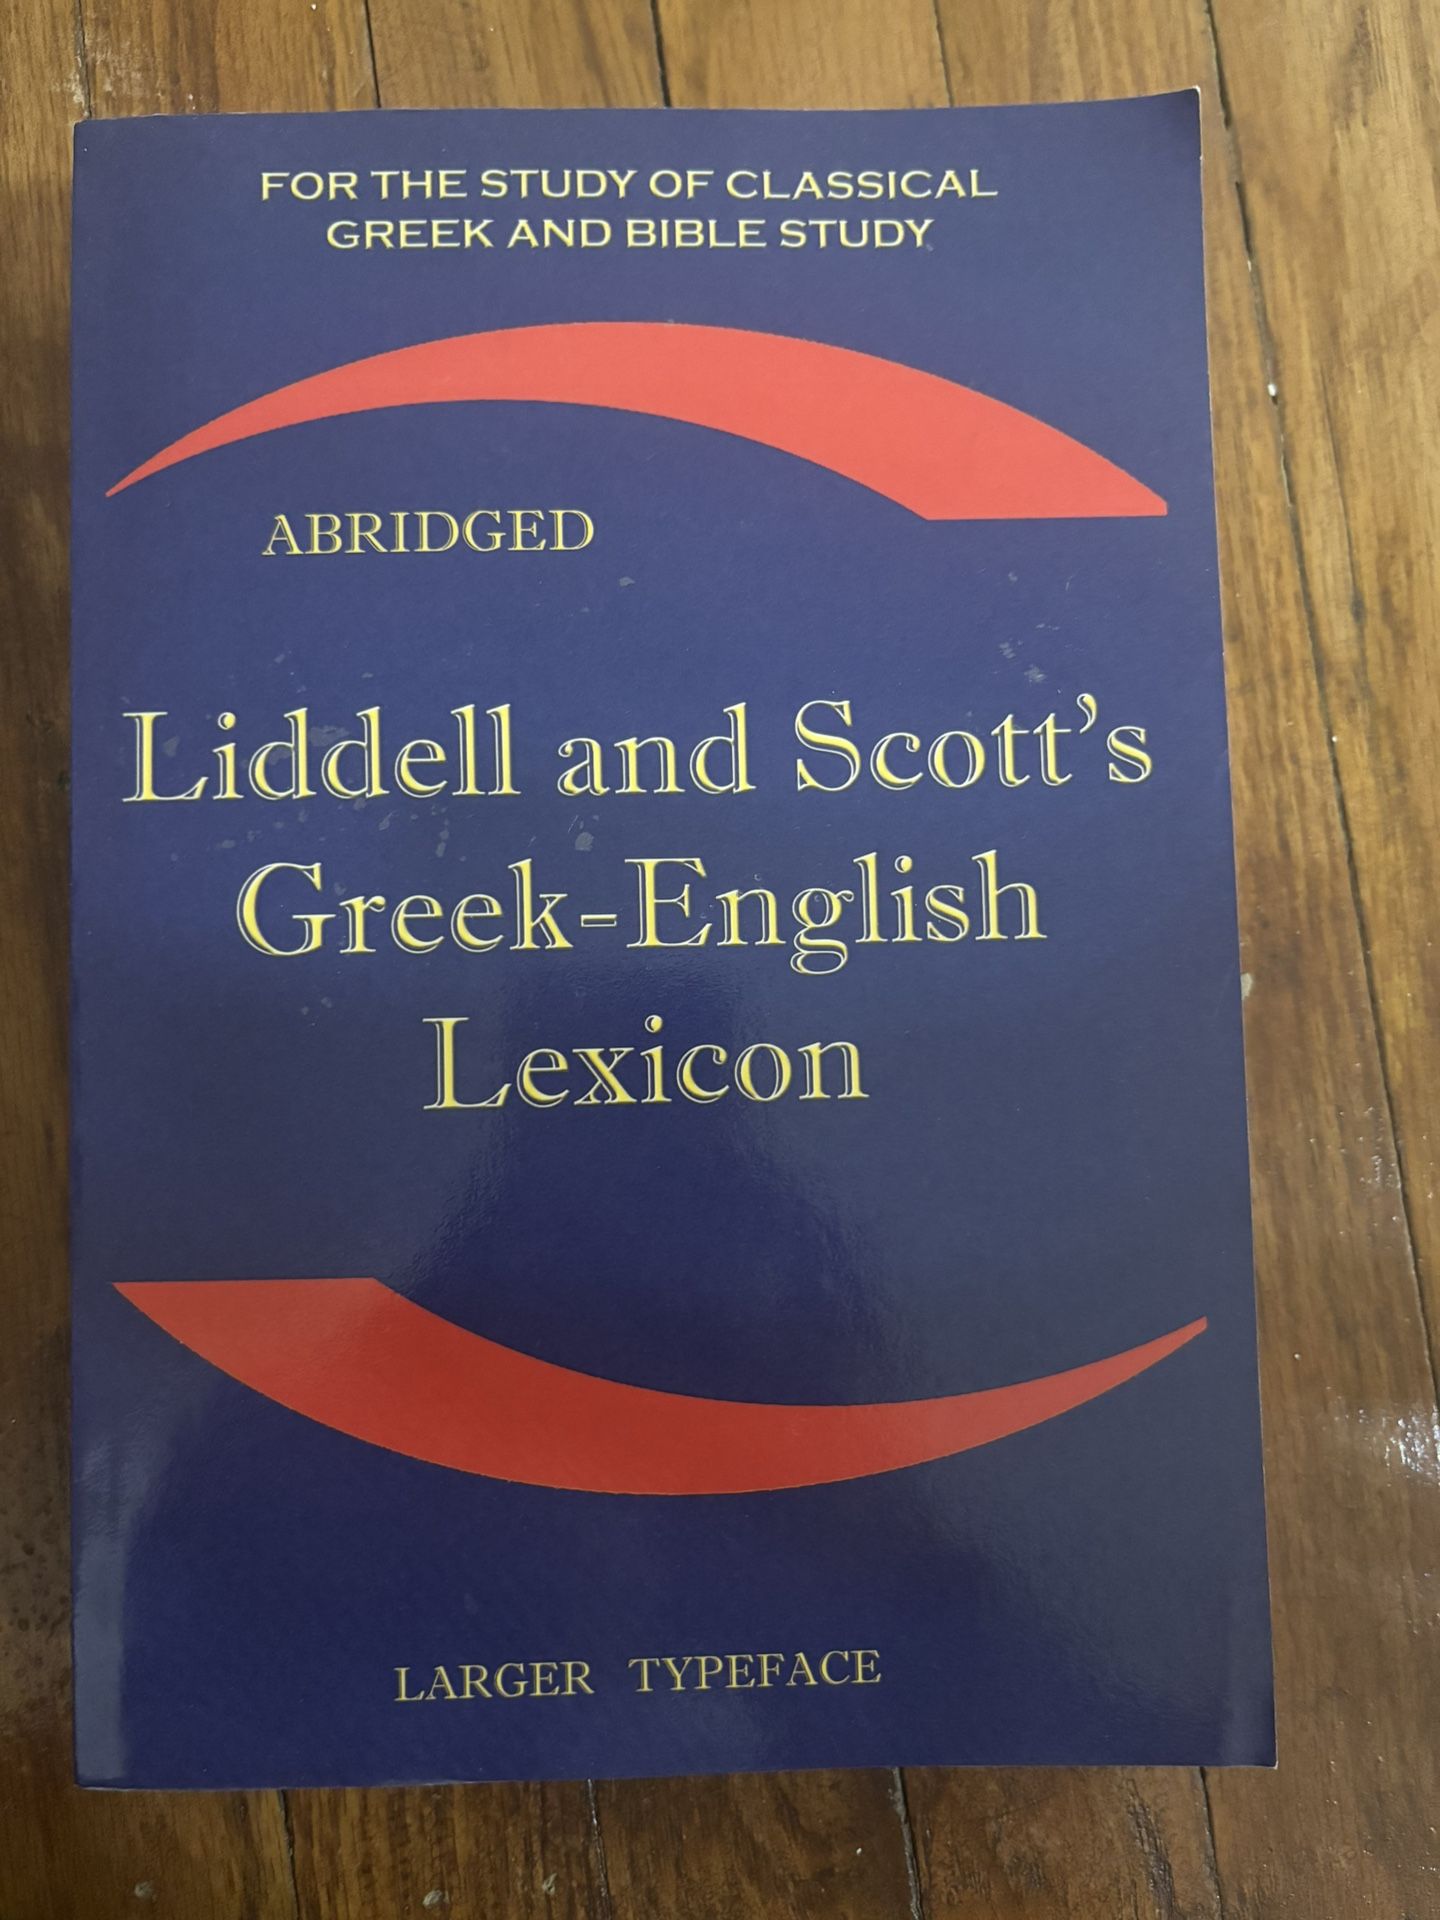 FOR THE STUDY OF CLASSICAL
GREEK AND BIBLE STUDY
ABRIDGED
Liddell and Scott's
Greek-English
Lexicon
LARGER TYPEFACE